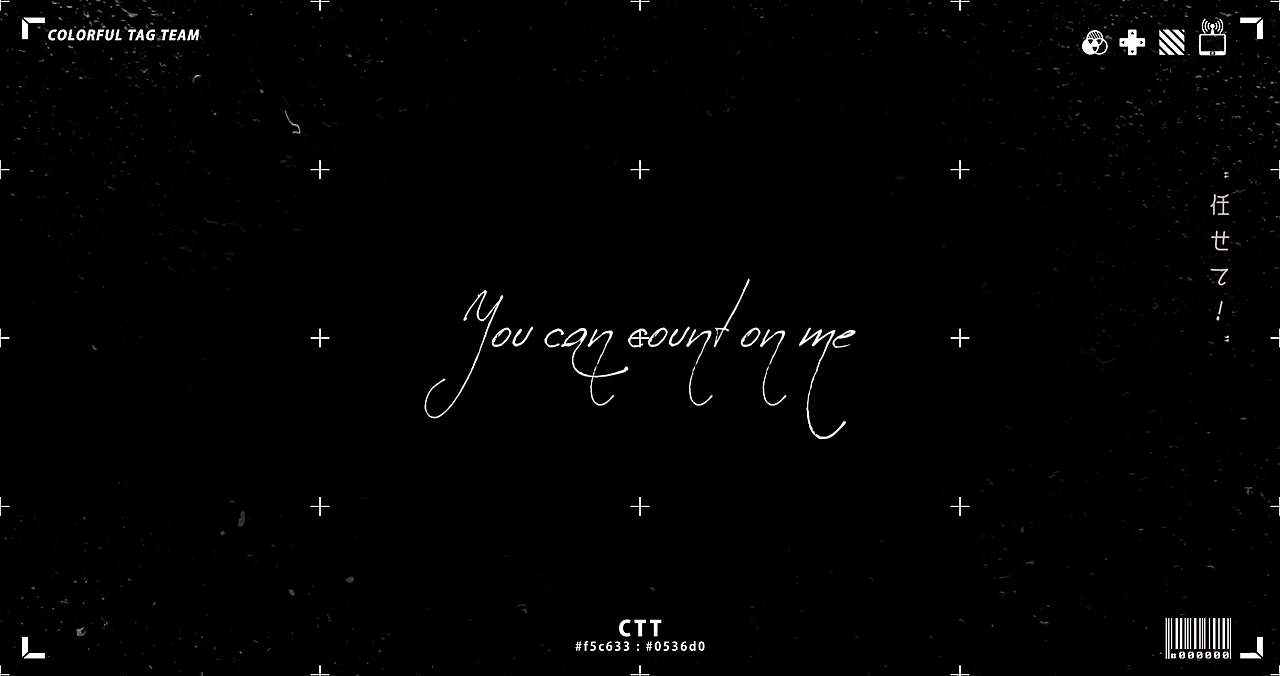 COLORFUL TAG TEAM
"任せて!"
You can count on me
CTT
#f5c633 : #0536d0
#000000